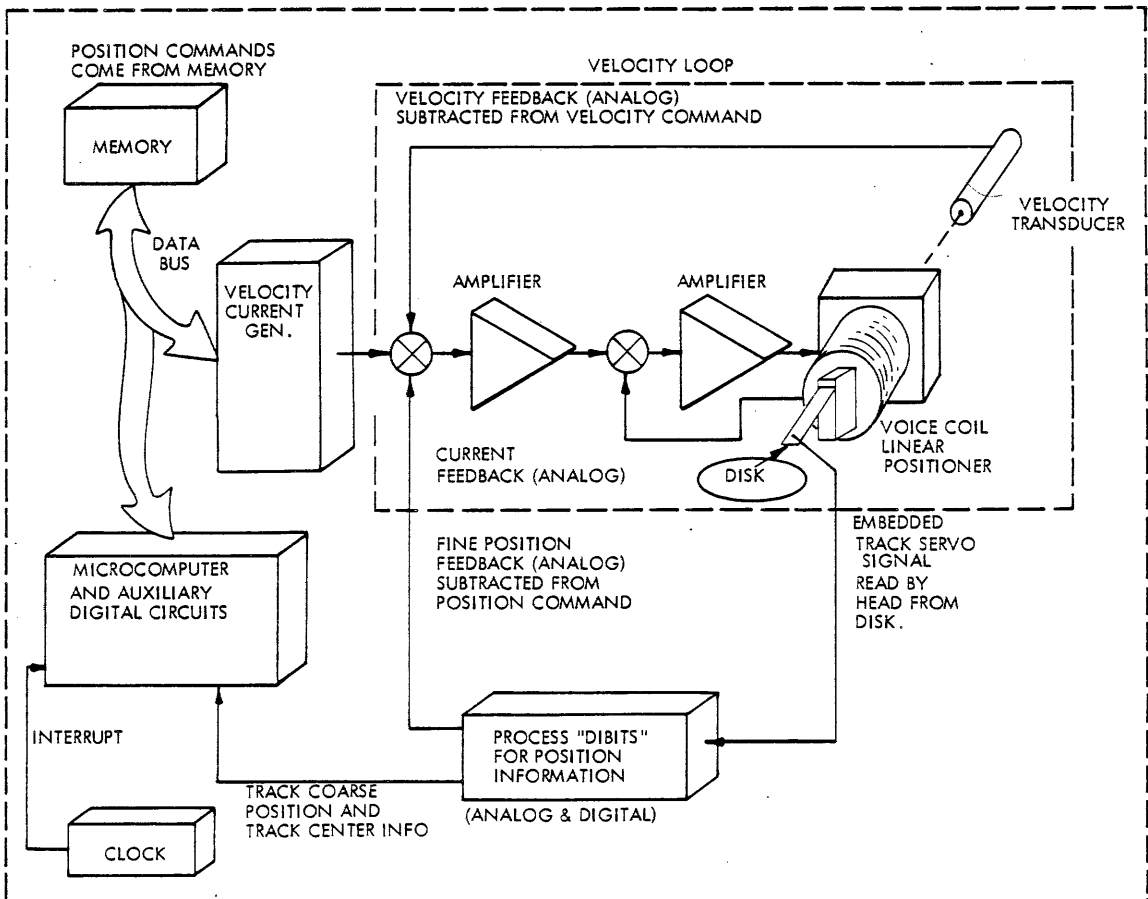 POSITION COMMANDS
COME FROM MEMORY
MEMORY
DATA
BUS
VELOCITY
CURRENT
GEN.
VELOCITY LOOP
VELOCITY FEEDBACK (ANALOG)
SUBTRACTED FROM VELOCITY COMMAND
VELOCITY
TRANSDUCER
AMPLIFIER
AMPLIFIER
VOICE COIL
LINEAR
POSITIONER
DISK
CURRENT
FEEDBACK (ANALOG)
EMBEDDED
TRACK SERVO
SIGNAL
READ BY
HEAD FROM
DISK.
FINE POSITION
FEEDBACK (ANALOG)
SUBTRACTED FROM
POSITION COMMAND
MICROCOMPUTER
AND AUXILIARY
DIGITAL CIRCUITS
INTERRUPT
PROCESS "DIBITS"
FOR POSITION
INFORMATION
(ANALOG & DIGITAL)
TRACK COARSE
POSITION AND
TRACK CENTER INFO
CLOCK